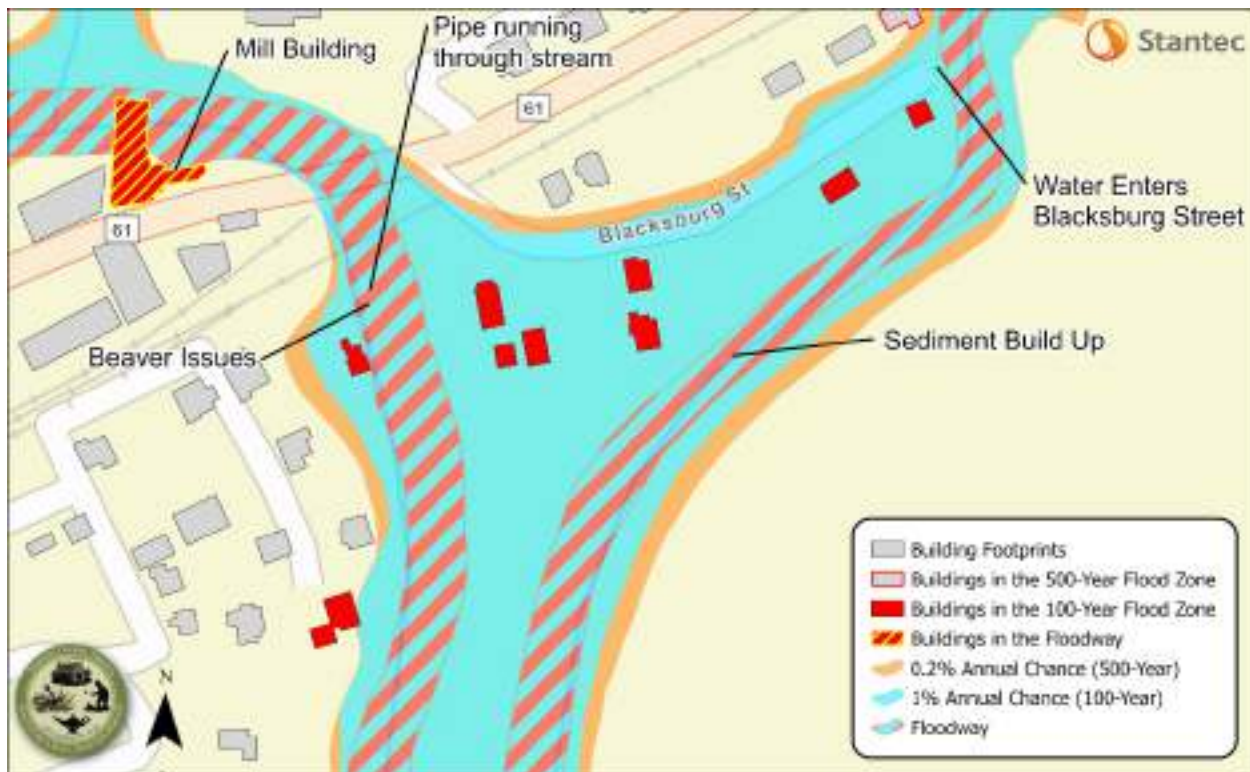 Mill Building
Pipe running
through stream
Stantec
61
61
Water Enters
Blacksburg Street
Blacksburg St
Beaver Issues
Sediment Build Up
N
Building Footprints
Buildings in the 500-Year Flood Zone
Buildings in the 100-Year Flood Zone
Buildings in the Floodway
0.2% Annual Chance (500-Year)
1% Annual Chance (100-Year)
Floodway